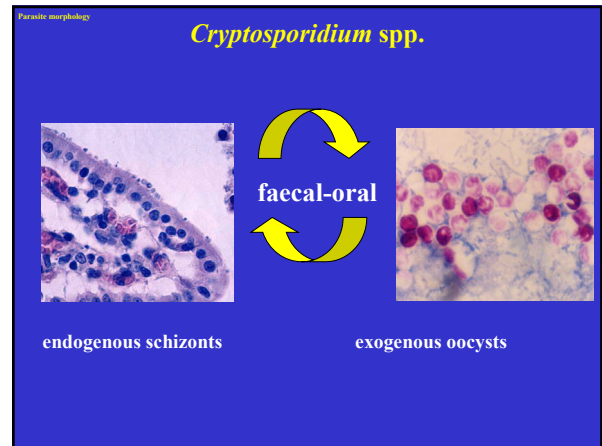 Parasite morphology
Cryptosporidium spp.
faecal-oral
endogenous schizonts
exogenous oocysts